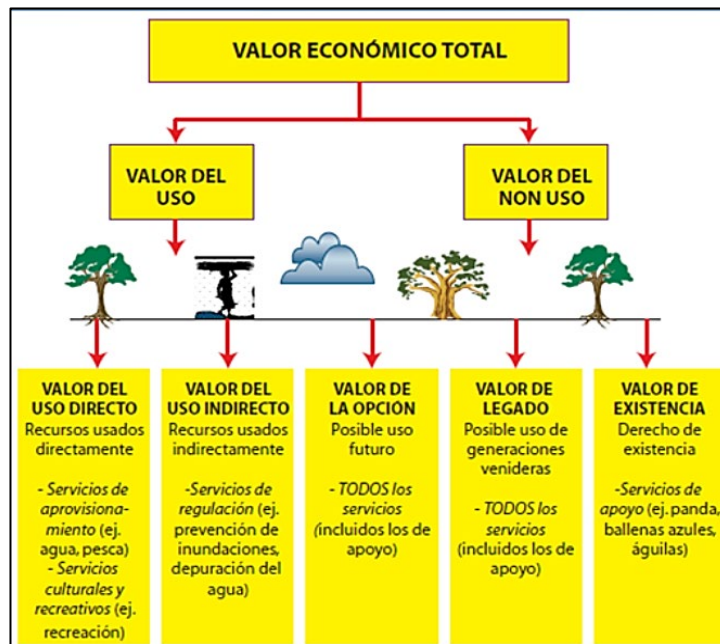 VALOR ECONÓMICO TOTAL
VALOR DEL
USO
VALOR DEL
NON USO
VALOR DEL
USO DIRECTO
Recursos usados
directamente
- Servicios de
aprovisiona-
miento (ej.
agua, pesca)
- Servicios
culturales y
recreativos (ej.
recreación)
VALOR DEL
USO INDIRECTO
Recursos usados
indirectamente
-Servicios de
regulación (ej.
prevención de
inundaciones,
depuración del
agua)
VALOR DE
LA OPCIÓN
Posible uso
futuro
- TODOS los
servicios
(incluidos los de
apoyo)
VALOR DE
LEGADO
Posible uso de
generaciones
venideras
- TODOS los
servicios
(incluidos los de
apoyo)
VALOR DE
EXISTENCIA
Derecho de
existencia
-Servicios de
apoyo (ej. panda,
ballenas azules,
águilas)